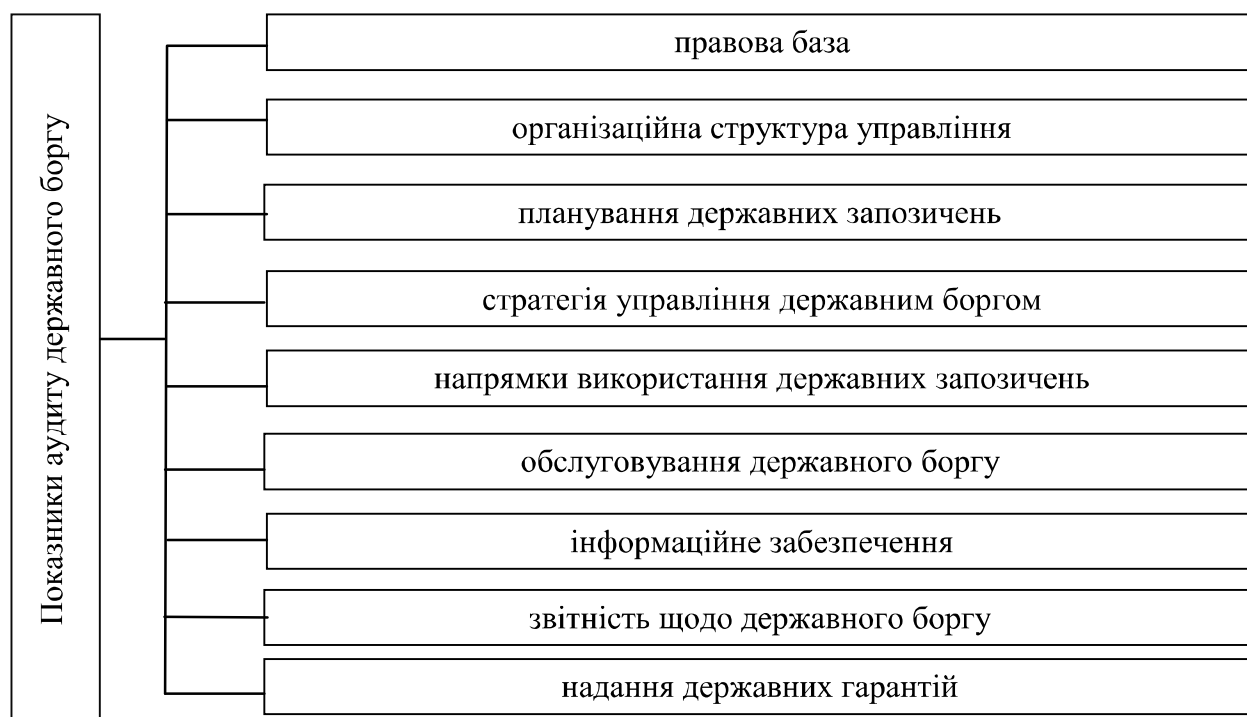 Показники аудиту державного боргу
правова база
організаційна структура управління
планування державних запозичень
стратегія управління державним боргом
напрямки використання державних запозичень
обслуговування державного боргу
інформаційне забезпечення
звітність щодо державного боргу
надання державних гарантій